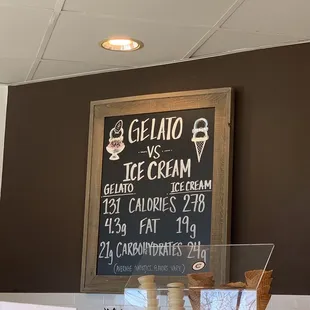 GELATO
VS
ICE CREAM
GELATO ICE CREAM
131 CALORIES 278
4.3g FAT 19g
21g CARBOHYDRATES 24g